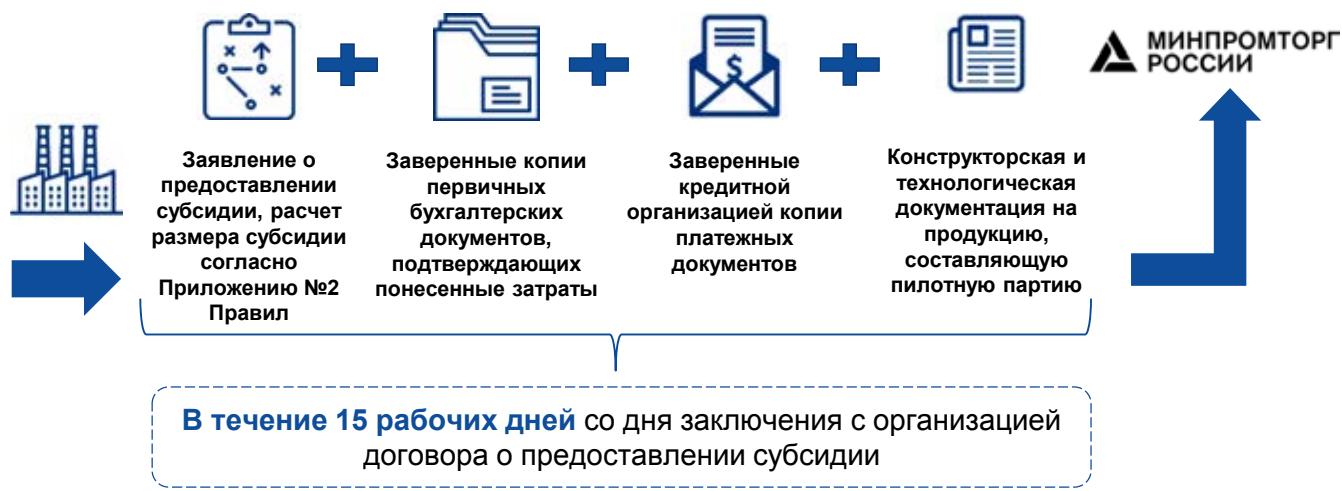 МИНПРОМТОРГ
РОССИИ
Заявление о
предоставлении
субсидии, расчет
размера субсидии
согласно
Приложению №2
Правил
Заверенные копии
первичных
бухгалтерских
документов,
подтверждающих
понесенные затраты
$
Заверенные
кредитной
организацией копии
платежных
документов
Конструкторская и
технологическая
документация на
продукцию,
составляющую
пилотную партию
В течение 15 рабочих дней со дня заключения с организацией
договора о предоставлении субсидии